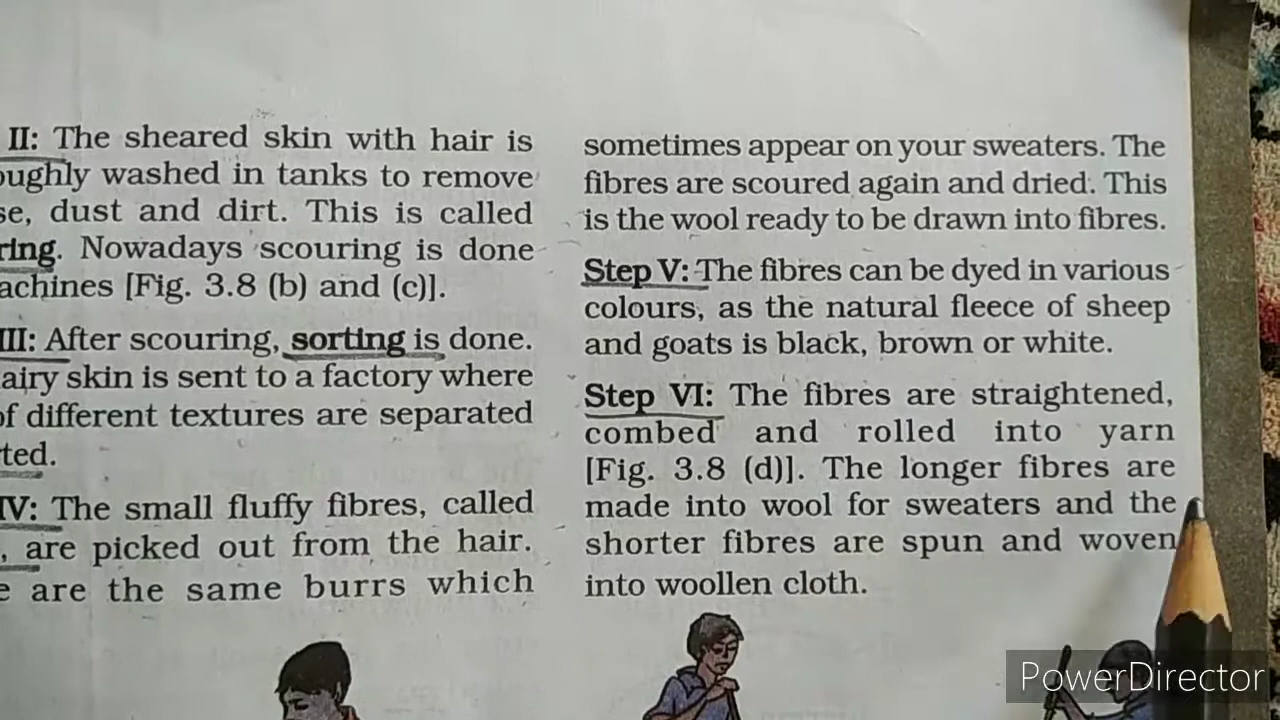 II: The sheared skin with hair is
oughly washed in tanks to remove
se, dust and dirt. This is called
ring. Nowadays scouring is done
achines [Fig. 3.8 (b) and (c)].
III: After scouring, sorting is done.
airy skin is sent to a factory where
of different textures are separated
ted.
IV: The small fluffy fibres, called
, are picked out from the hair.
e are the same burrs which
sometimes appear on your sweaters. The
fibres are scoured again and dried. This
is the wool ready to be drawn into fibres.
Step V: The fibres can be dyed in various
colours, as the natural fleece of sheep
and goats is black, brown or white.
Step VI: The fibres are straightened,
combed and rolled into yarn
[Fig. 3.8 (d)]. The longer fibres are
made into wool for sweaters and the
shorter fibres are spun and woven
into woollen cloth.
PowerDirector